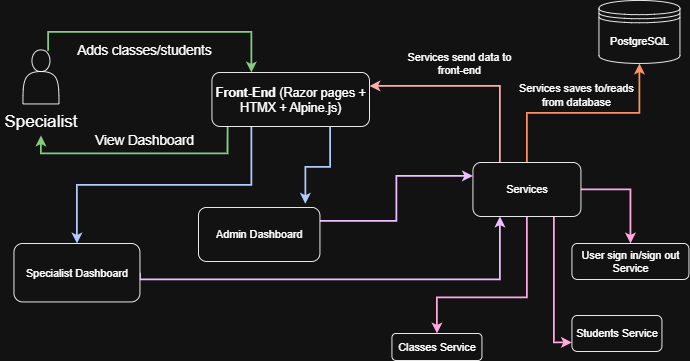 PostgreSQL
Adds classes/students
Services send data to
front-end
Front-End (Razor pages +
HTMX + Alpine.js)
Services saves to/reads
from database
Specialist
View Dashboard
Services
Admin Dashboard
User sign in/sign out
Service
Specialist Dashboard
Students Service
Classes Service